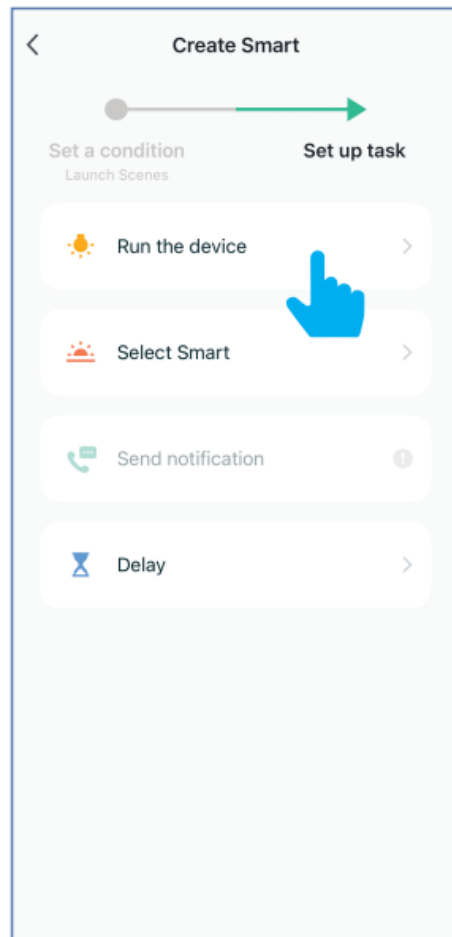 Create Smart
Set a condition
Set up task
Launch Scenes
Run the device
Select Smart
Send notification
Delay